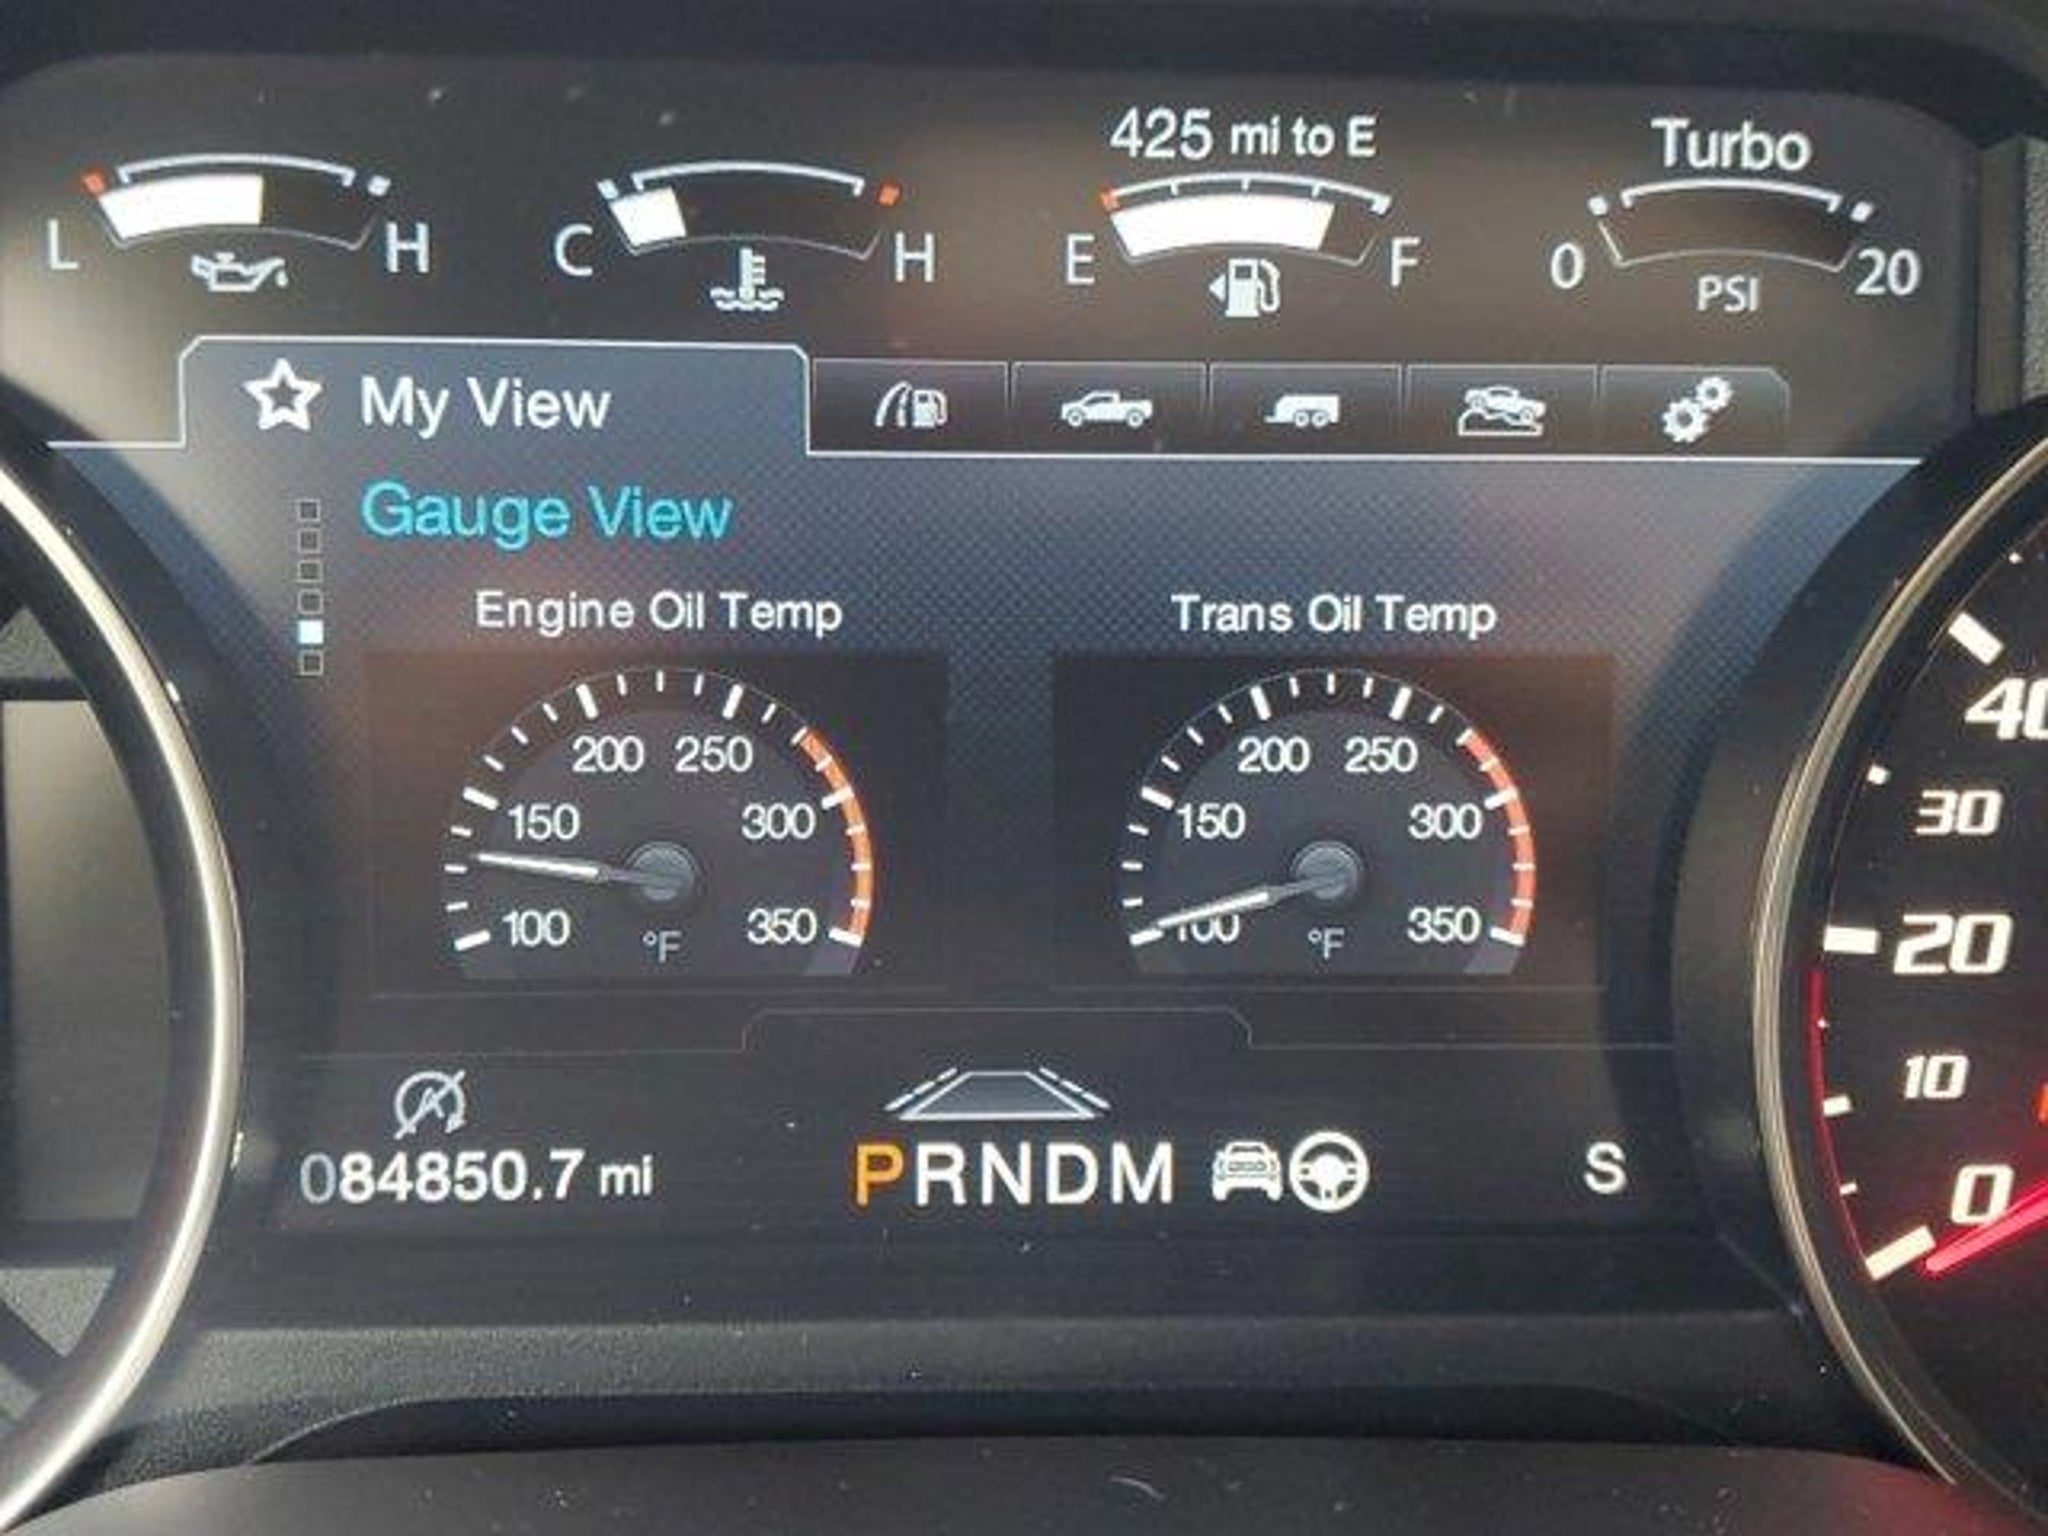 425 mi to E
Turbo
L H
C H
E F
0 PSI 20
My View
Gauge View
Engine Oil Temp
100 150 200 250 300 350
°F
Trans Oil Temp
100 150 200 250 300 350
°F
40
30
20
10
0
084850.7 mi
PRNDM
S